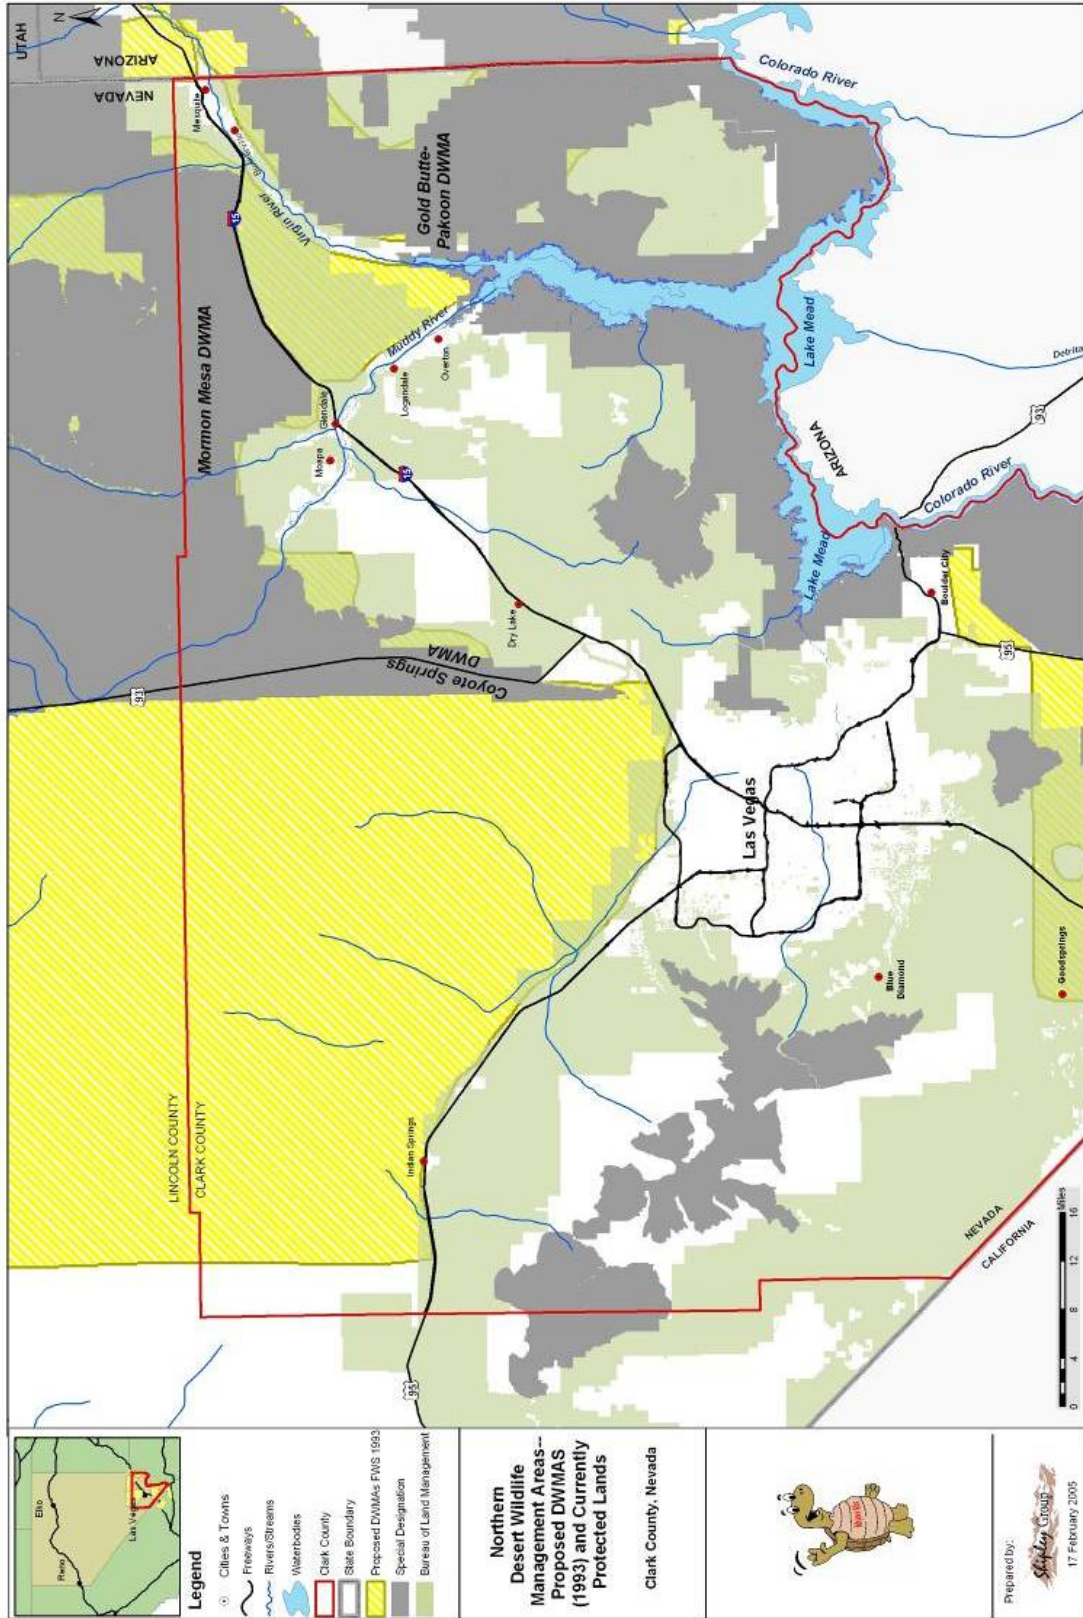 UTAH
N
NEVADA
ARIZONA
Mesquite
Bunkerville
15
Virgin River
Gold Butte-
Pakoon DWMA
Colorado River
Mormon Mesa DWMA
Muddy River
Overton
Logandale
Glendale
Moapa
15
Lake Mead
ARIZONA
93
Colorado River
Lake Mead
Boulder City
95
Dry Lake
Coyote Springs
DWMA
93
Las Vegas
Blue
Diamond
Goodsprings
LINCOLN COUNTY
CLARK COUNTY
Indian Springs
95
NEVADA
CALIFORNIA
0 4 8 12 16
Miles
Elko
Reno
Las Vegas
Legend
Cities & Towns
Freeways
Rivers/Streams
Waterbodies
Clark County
State Boundary
Proposed DWMAs FWS 1993
Special Designation
Bureau of Land Management
Northern
Desert Wildlife
Management Areas--
Proposed DWMAS
(1993) and Currently
Protected Lands
Clark County, Nevada
Prepared by:
Shipley Group
17 February 2005